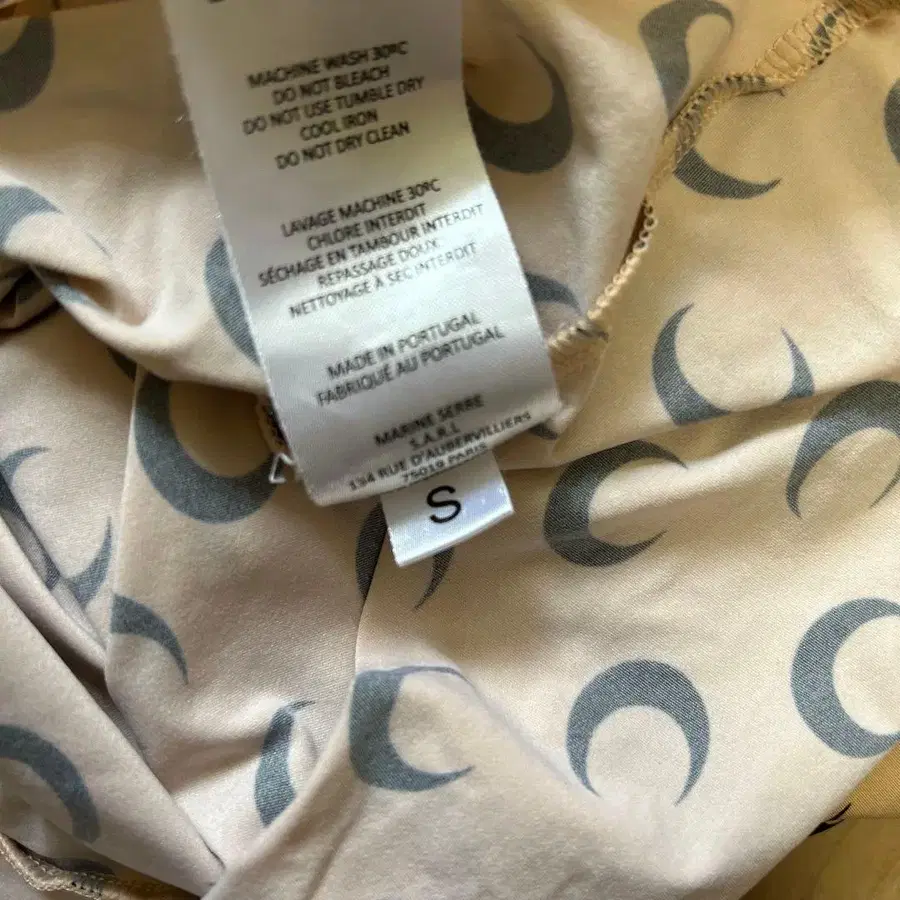 MACHINE WASH 30ºC
DO NOT BLEACH
DO NOT USE TUMBLE DRY
COOL IRON
DO NOT DRY CLEAN
LAVAGE MACHINE 30ºC
CHLORE INTERDIT
SÉCHAGE EN TAMBOUR INTERDIT
REPASSAGE DOUX
NETTOYAGE À SEC INTERDIT
MADE IN PORTUGAL
FABRIQUÉ AU PORTUGAL
MARINE SERRE
S.A.R.L
134 RUE D'AUBERVILLIERS
75019 PARIS
S